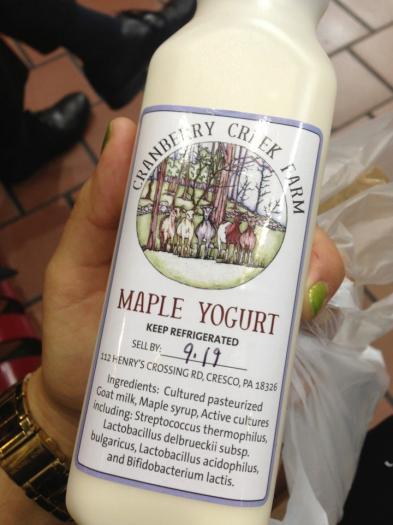 CRANBERRY CREEK FARM
MAPLE YOGURT
KEEP REFRIGERATED
SELL BY: 9.19
112 HENRY'S CROSSING RD, CRESCO, PA 18326
Ingredients: Cultured pasteurized
Goat milk, Maple syrup, Active cultures
including: Streptococcus thermophilus,
Lactobacillus delbrueckii subsp.
bulgaricus, Lactobacillus acidophilus,
and Bifidobacterium lactis.